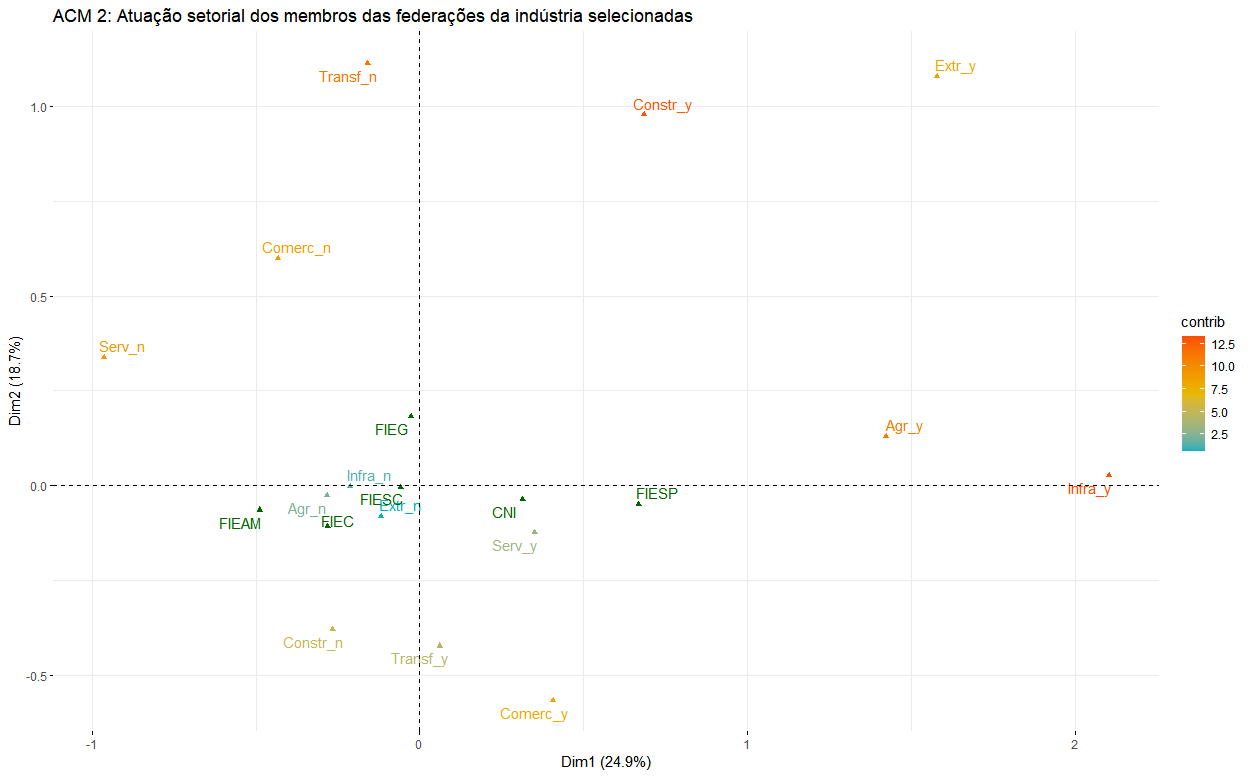 ACM 2: Atuação setorial dos membros das federações da indústria selecionadas
Extr_y
Transf_n
Constr_y
1.0
Comerc_n
0.5
Serv_n
contrib
12.5
10.0
7.5
5.0
2.5
Dim2 (18.7%)
FIEG
Agr_y
Infra_n
0.0
FIESP
Infra_y
FIESC
Extr_n
Agr_n
CNI
FIEAM
FIEC
Serv_y
Constr_n
Transf_y
-0.5
Comerc_y
-1
0
1
2
Dim1 (24.9%)